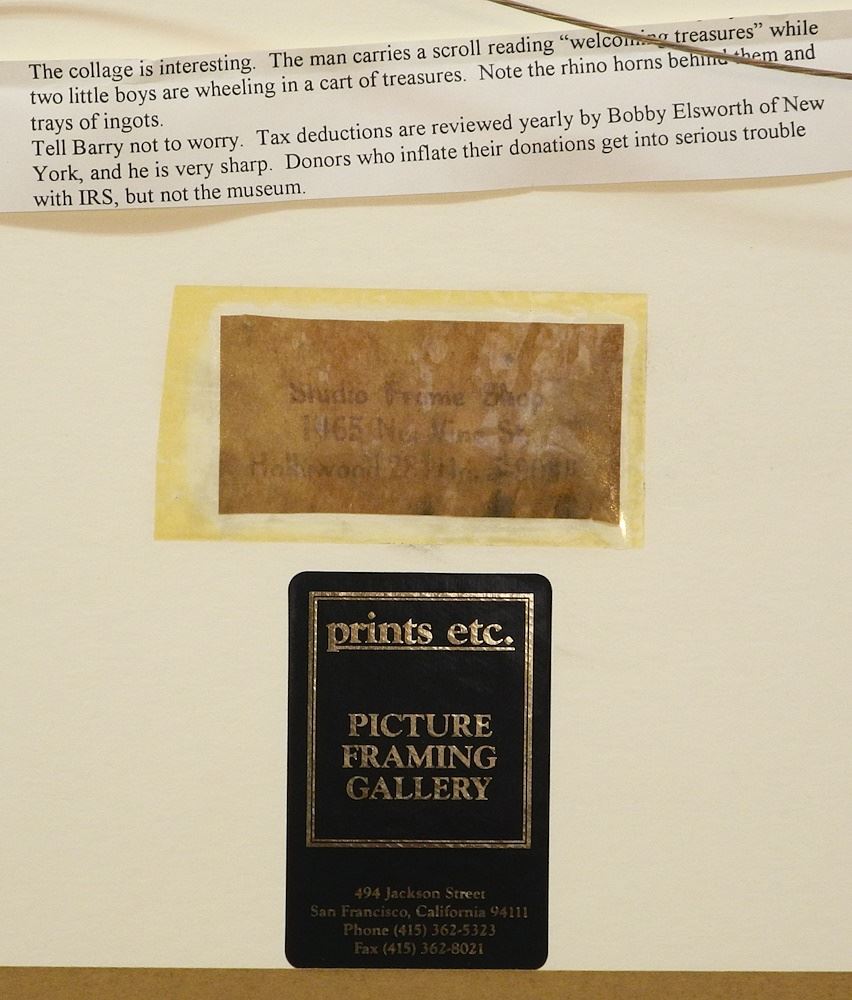 The collage is interesting.  The man carries a scroll reading “welcoming treasures” while
two little boys are wheeling in a cart of treasures.  Note the rhino horns behind them and
trays of ingots.
Tell Barry not to worry.  Tax deductions are reviewed yearly by Bobby Elsworth of New
York, and he is very sharp.  Donors who inflate their donations get into serious trouble
with IRS, but not the museum.
Studio Frame Shop
Vine St.
Hollywood 28
prints etc.
PICTURE
FRAMING
GALLERY
494 Jackson Street
San Francisco, California 94111
Phone (415) 362-5323
Fax (415) 362-8021